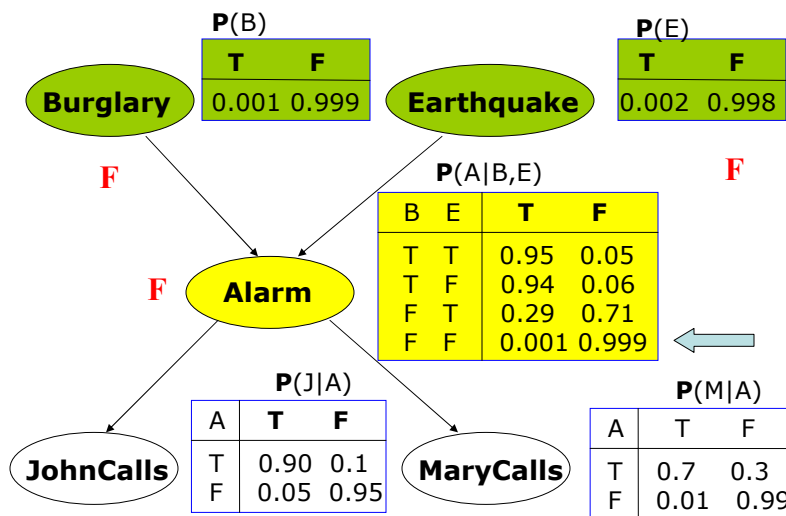 P(B)
T F
0.001 0.999
Burglary
P(E)
T F
0.002 0.998
Earthquake
F
F
P(A|B,E)
B E T F
T T 0.95 0.05
T F 0.94 0.06
F T 0.29 0.71
F F 0.001 0.999
F
Alarm
P(J|A)
A T F
T 0.90 0.1
F 0.05 0.95
P(M|A)
A T F
T 0.7 0.3
F 0.01 0.99
JohnCalls
MaryCalls